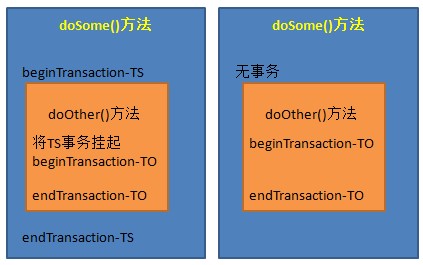 doSome()方法
beginTransaction-TS
doOther()方法
将TS事务挂起
beginTransaction-TO
endTransaction-TO
endTransaction-TS
doSome()方法
无事务
doOther()方法
beginTransaction-TO
endTransaction-TO